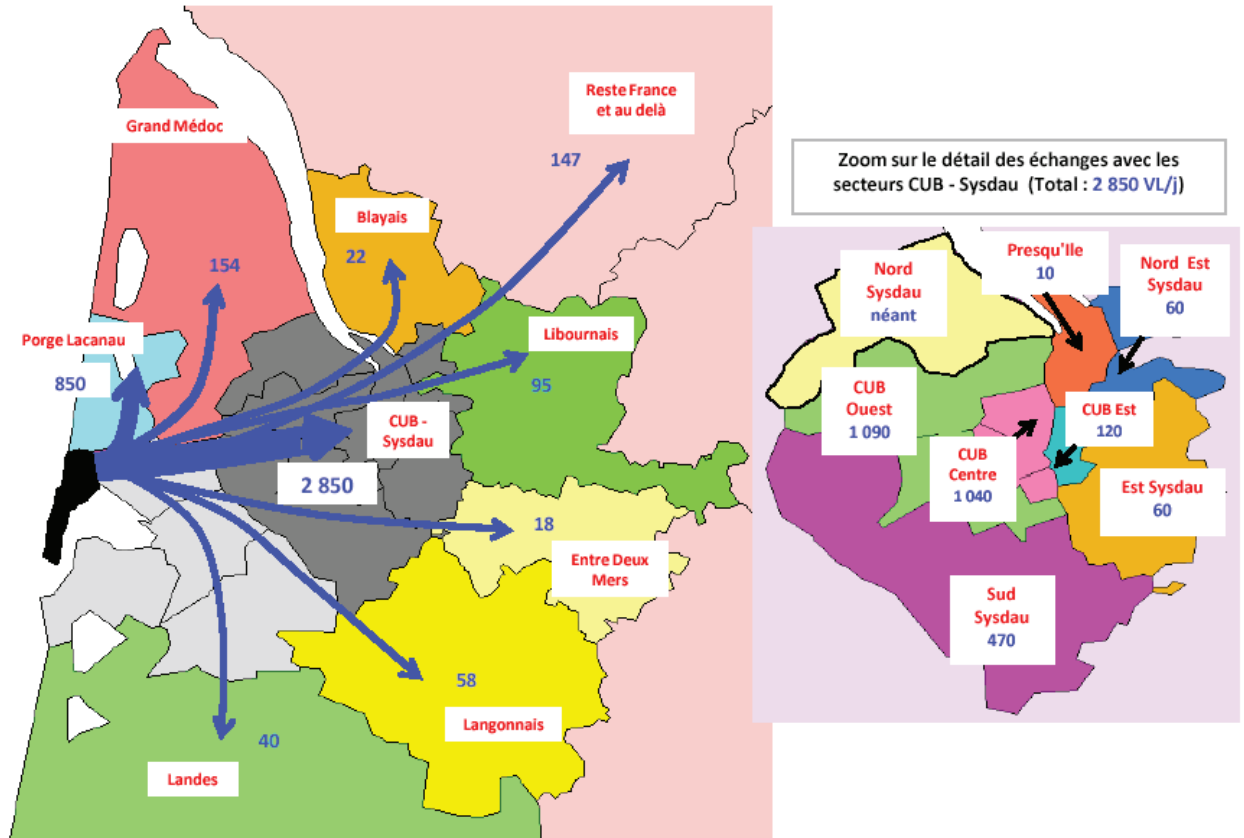 Grand Médoc
154
Porge Lacanau
850
Blayais
22
Reste France
et au delà
147
Libournais
95
CUB -
Sysdau
2 850
18
Entre Deux
Mers
58
Langonnais
40
Landes
Zoom sur le détail des échanges avec les
secteurs CUB - Sysdau (Total : 2 850 VL/j)
Nord
Sysdau
néant
Presqu'Ile
10
Nord Est
Sysdau
60
CUB
Ouest
1 090
CUB
Centre
1 040
CUB Est
120
Est Sysdau
60
Sud
Sysdau
470